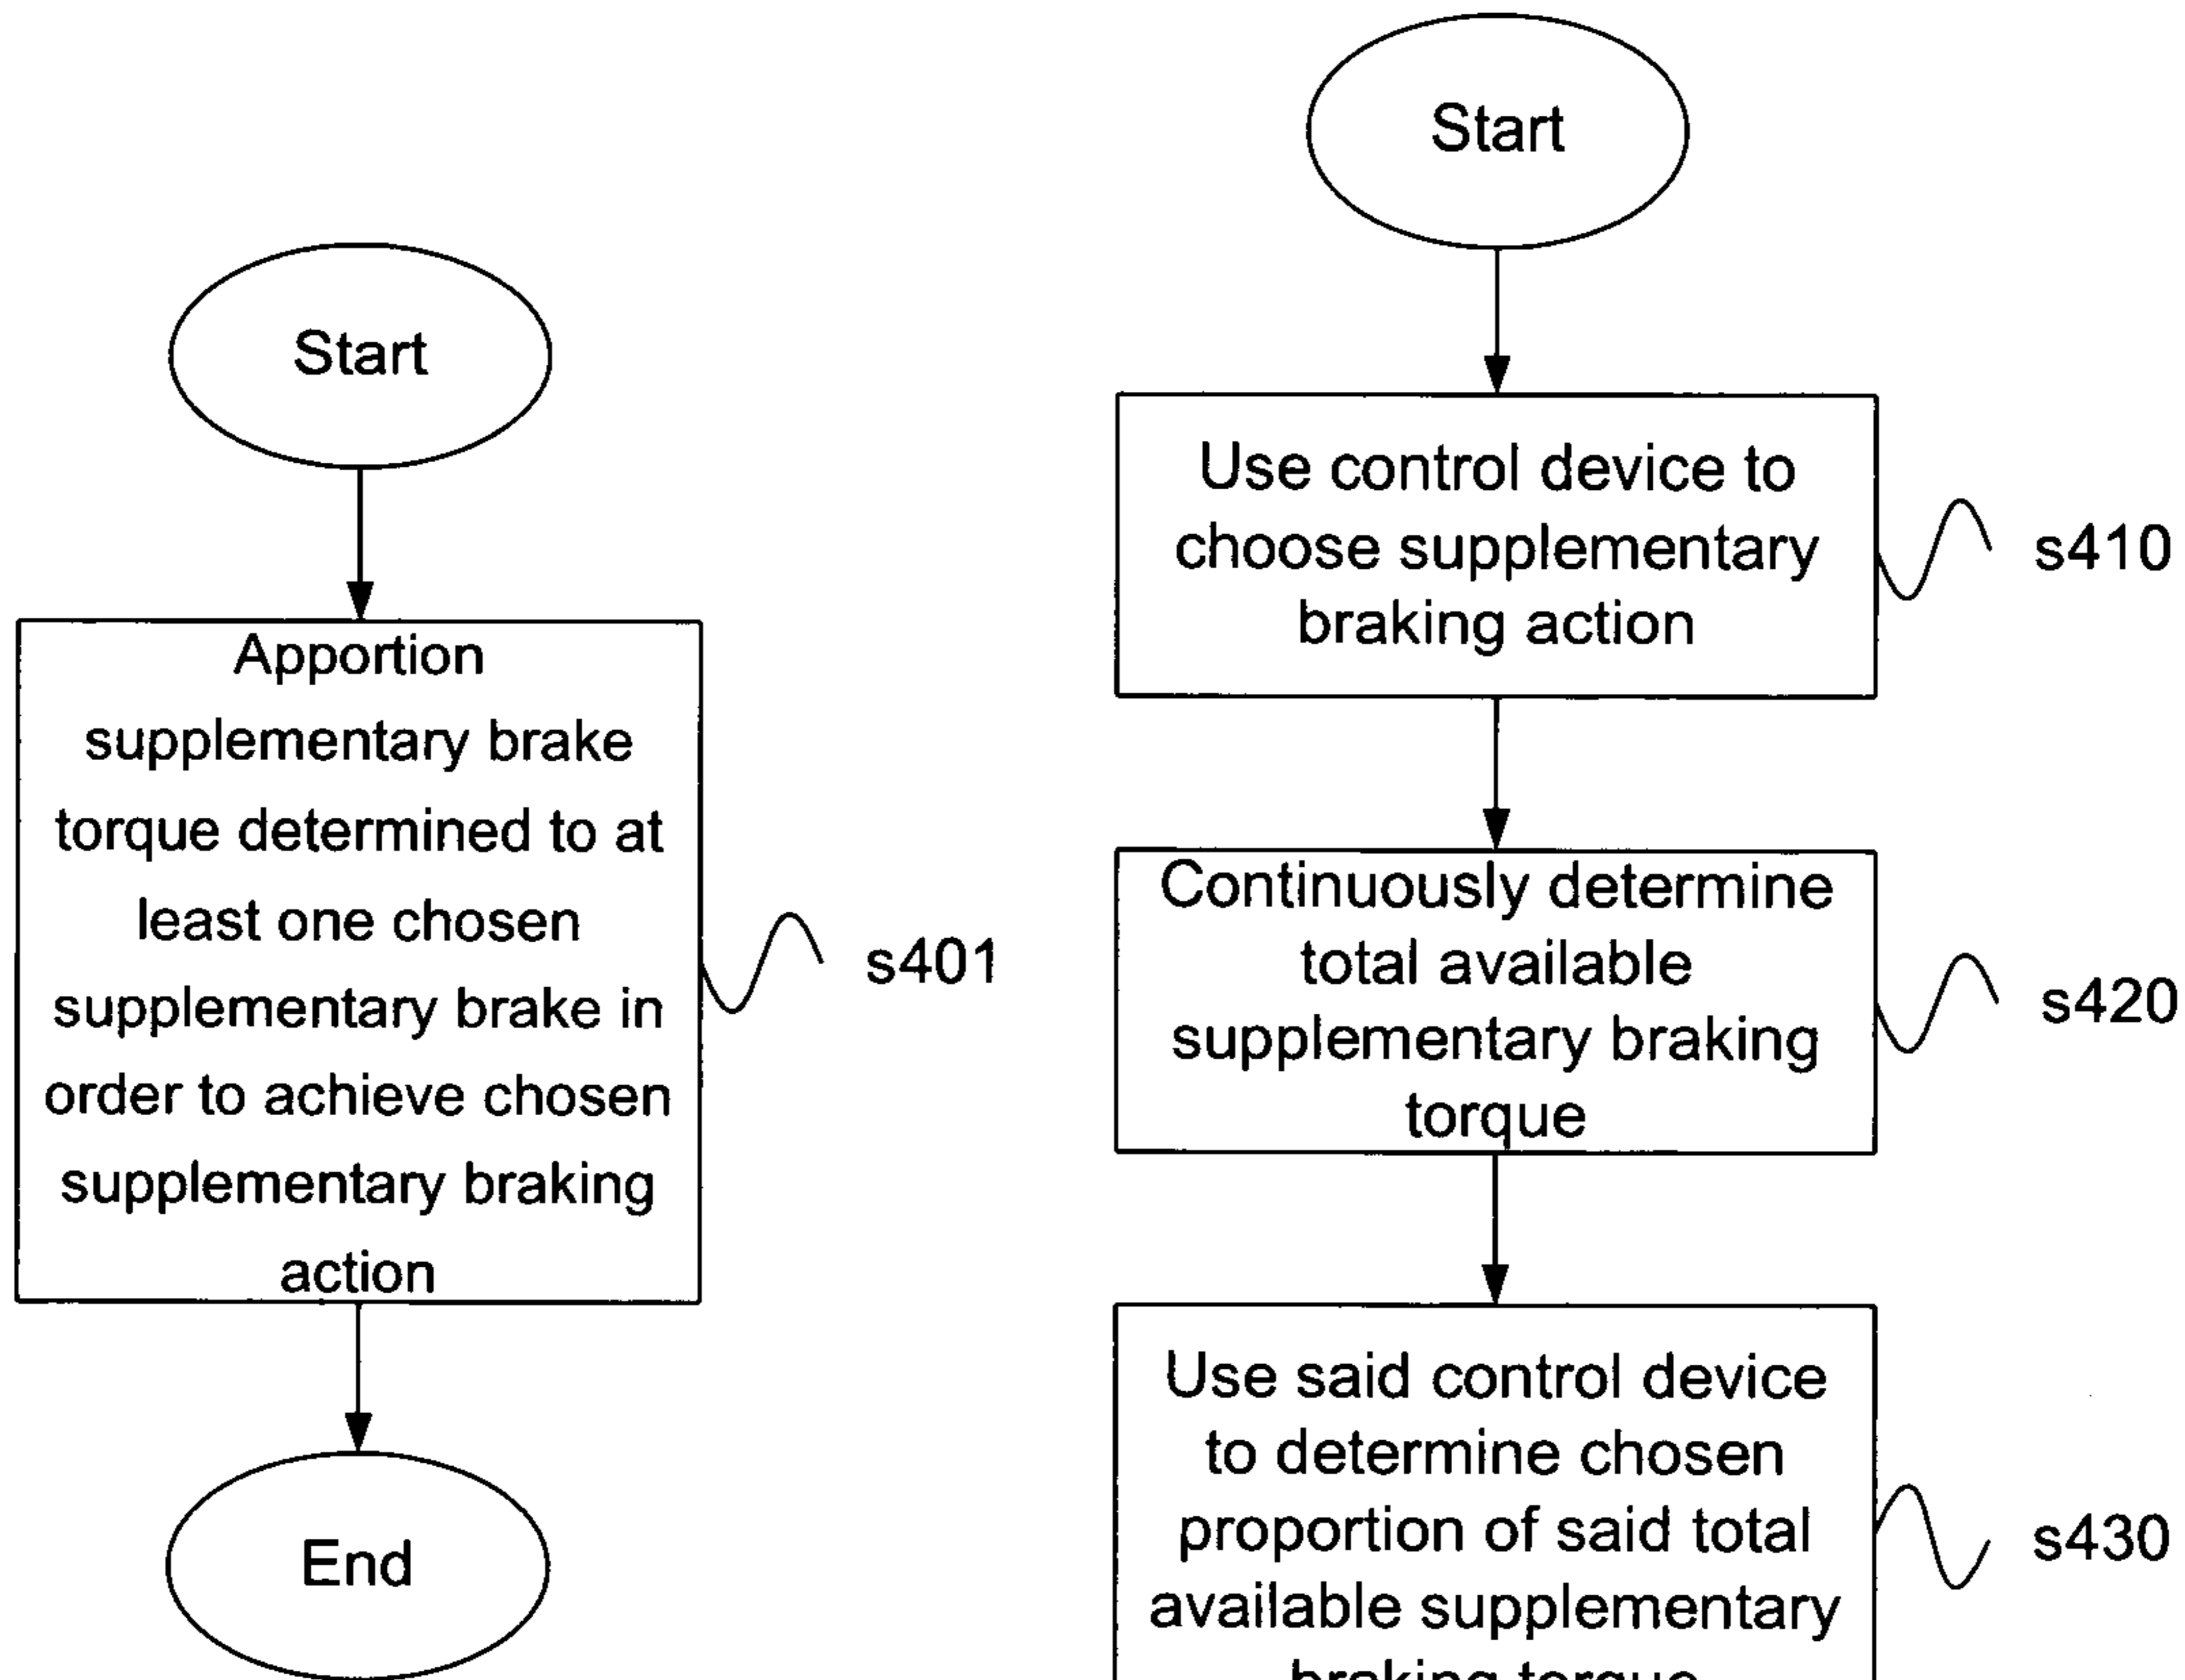 Start
Apportion
supplementary brake
torque determined to at
least one chosen
supplementary brake in
order to achieve chosen
supplementary braking
action
s401
End
Start
Use control device to
choose supplementary
braking action
s410
Continuously determine
total available
supplementary braking
torque
s420
Use said control device
to determine chosen
proportion of said total
available supplementary
braking torque
s430